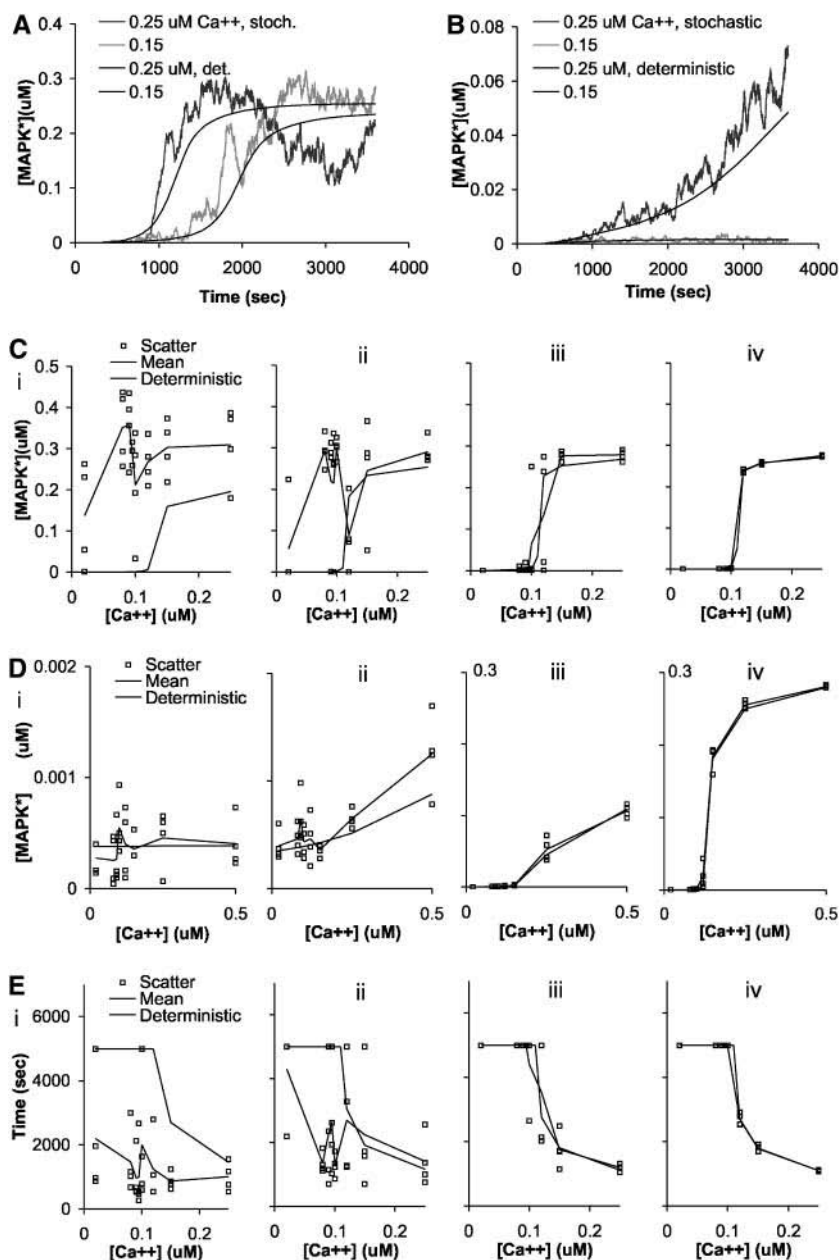 A
0.25 uM Ca++, stoch.
0.15
0.25 uM, det.
0.15
[MAPK*](uM)
0.4
0.3
0.2
0.1
0
0 1000 2000 3000 4000
Time (sec)
B
0.25 uM Ca++, stochastic
0.15
0.25 uM, deterministic
0.15
[MAPK*](uM)
0.08
0.06
0.04
0.02
0
0 1000 2000 3000 4000
Time (sec)
C
i
Scatter
Mean
Deterministic
[MAPK*](uM)
0.5
0.4
0.3
0.2
0.1
0
0 0.1 0.2
[Ca++] (uM)
ii
0 0.1 0.2
[Ca++] (uM)
iii
0 0.1 0.2
[Ca++] (uM)
iv
0 0.1 0.2
[Ca++] (uM)
D
i
Scatter
Mean
Deterministic
[MAPK*] (uM)
0.002
0.001
0
0 0.5
[Ca++] (uM)
ii
0 0.5
[Ca++] (uM)
iii
0.3
0 0.5
[Ca++] (uM)
iv
0.3
0 0.5
[Ca++] (uM)
E
i
Scatter
Mean
Deterministic
Time (sec)
6000
4000
2000
0
0 0.1 0.2
[Ca++] (uM)
ii
0 0.1 0.2
[Ca++] (uM)
iii
0 0.1 0.2
[Ca++] (uM)
iv
0 0.1 0.2
[Ca++] (uM)